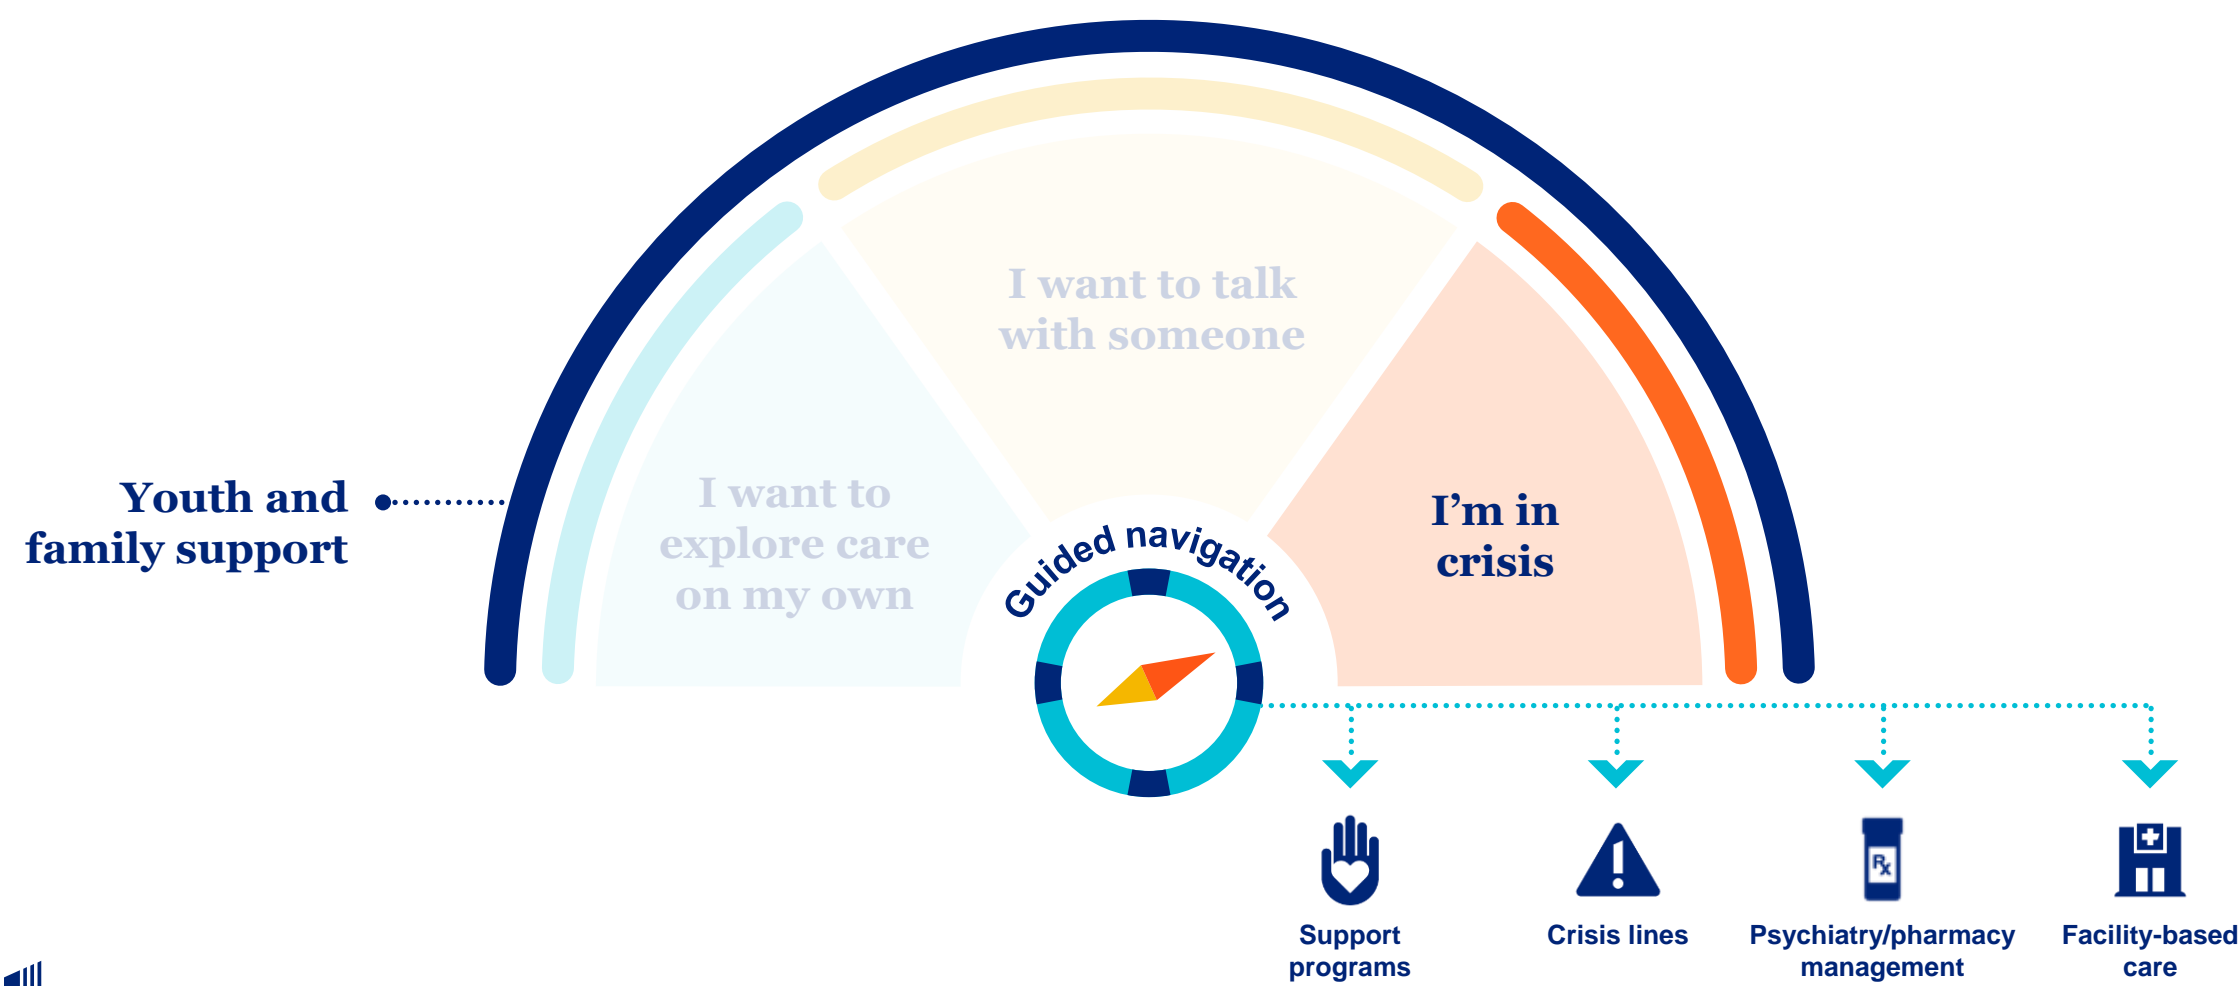 I want to talk
with someone
Youth and
family support
I want to
explore care
on my own
I’m in
crisis
Guided navigation
Rx
Support
programs
Crisis lines
Psychiatry/pharmacy
management
Facility-based
care